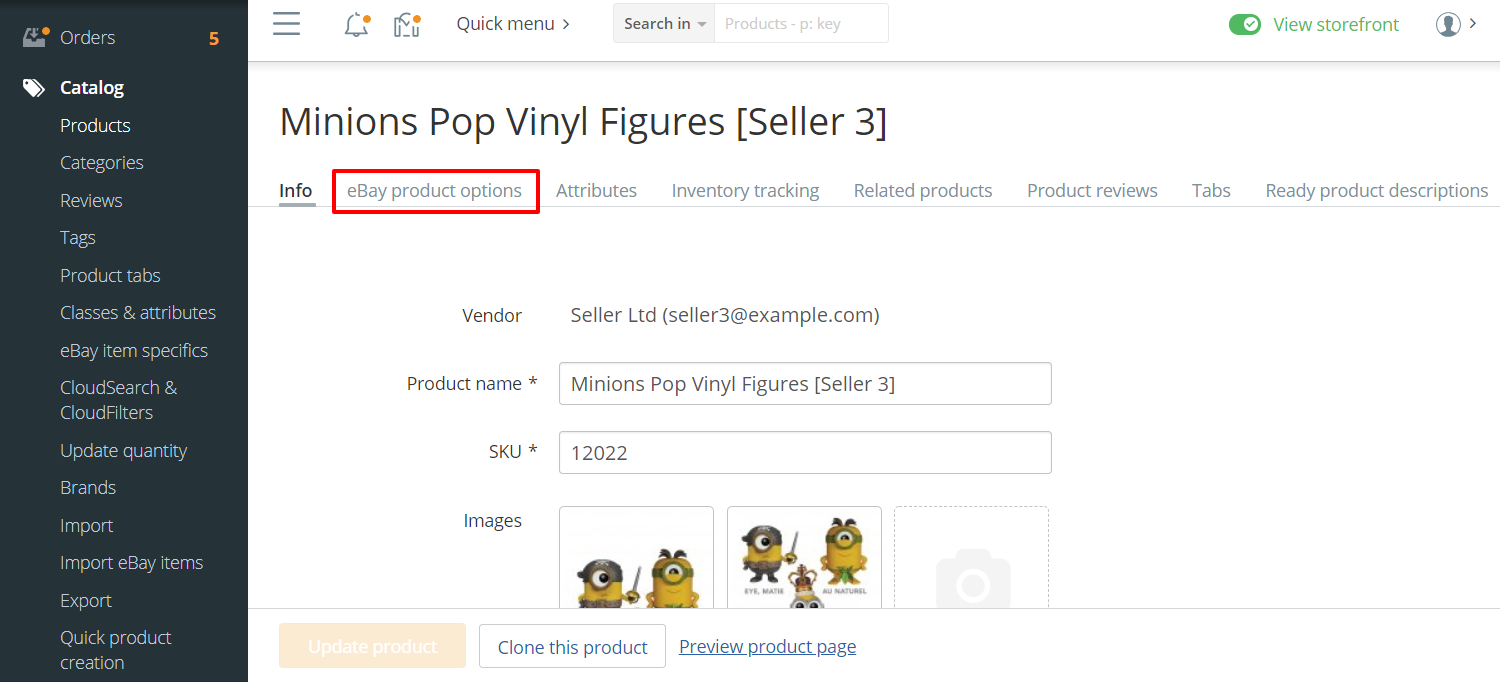 Orders 5
Catalog
Products
Categories
Reviews
Tags
Product tabs
Classes & attributes
eBay item specifics
CloudSearch &
CloudFilters
Update quantity
Brands
Import
Import eBay items
Export
Quick product
creation
Quick menu
Search in Products - p: key
View storefront
Minions Pop Vinyl Figures [Seller 3]
Info eBay product options Attributes Inventory tracking Related products Product reviews Tabs Ready product descriptions
Vendor Seller Ltd (seller3@example.com)
Product name * Minions Pop Vinyl Figures [Seller 3]
SKU * 12022
Images
EYE, MATIE AU NATUREL
Update product Clone this product Preview product page